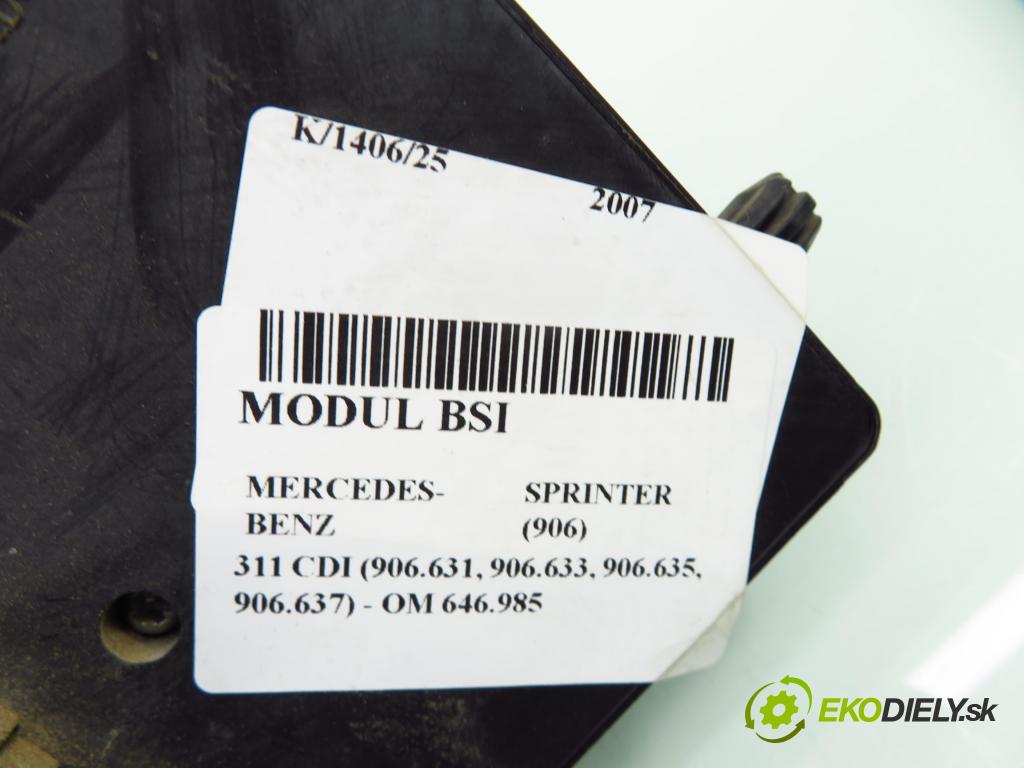 K/1406/25
2007
MODUL BSI
MERCEDES-BENZ
SPRINTER (906)
311 CDI (906.631, 906.633, 906.635,
906.637) - OM 646.985
EKODIELY.sk